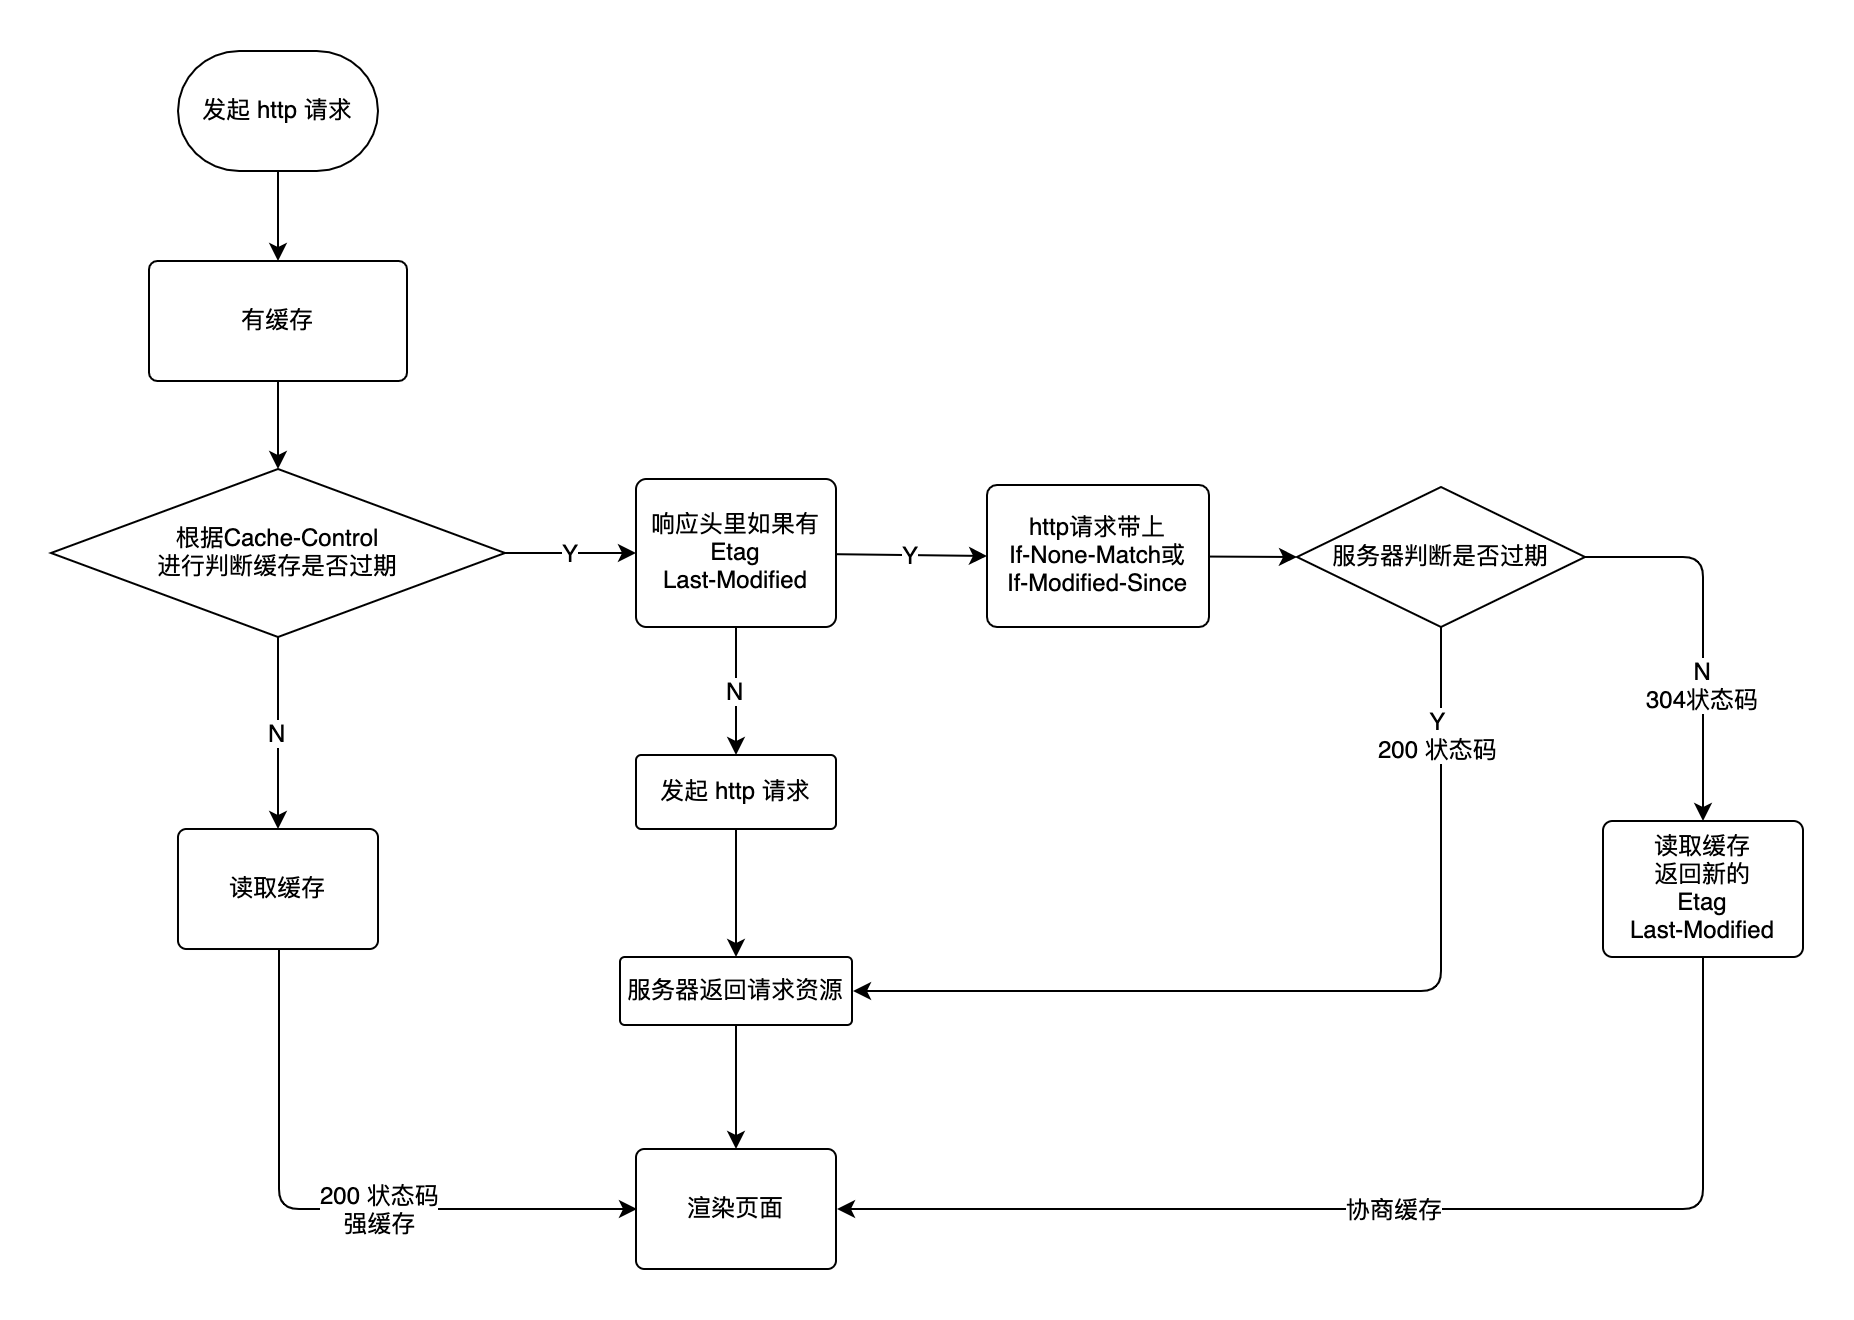 发起 http 请求
有缓存
根据Cache-Control
进行判断缓存是否过期
Y
响应头里如果有
Etag
Last-Modified
Y
http请求带上
If-None-Match或
If-Modified-Since
服务器判断是否过期
N
304状态码
Y
200 状态码
N
N
发起 http 请求
读取缓存
读取缓存
返回新的
Etag
Last-Modified
服务器返回请求资源
200 状态码
强缓存
渲染页面
协商缓存